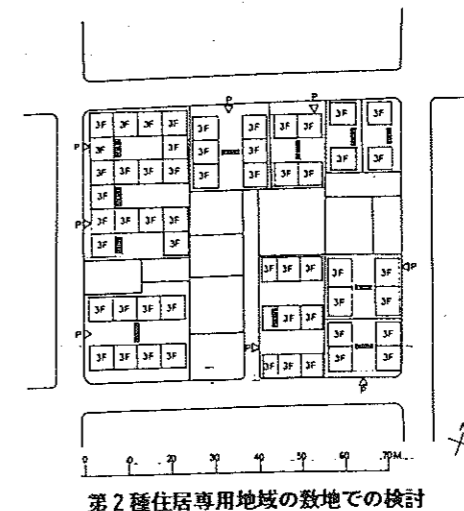 P P
3F 3F
3F 3F 3F 3F 3F 3F 3F 3F
P 3F 3F 3F 3F
3F 3F
3F 3F 3F 3F 3F 3F 3F 3F
3F
P 3F 3F 3F 3F
3F 3F
3F 3F 3F 3F 3F P
3F 3F
3F 3F 3F 3F
3F 3F 3F
P 3F 3F
P
3F 3F 3F 3F 3F 3F
3F 3F 3F
P
0 10 20 30 40 50 60 70M
第2種住居専用地域の敷地での検討